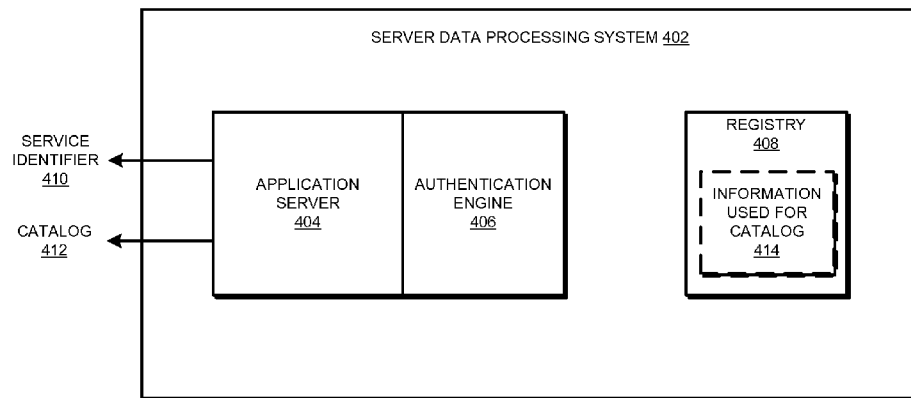 SERVER DATA PROCESSING SYSTEM 402
SERVICE
IDENTIFIER
410
CATALOG
412
APPLICATION
SERVER
404
AUTHENTICATION
ENGINE
406
REGISTRY
408
INFORMATION
USED FOR
CATALOG
414